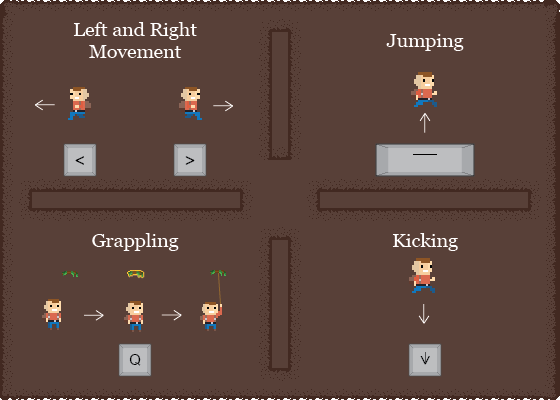 Left and Right
Movement
Jumping
<
>
Grappling
Kicking
Q